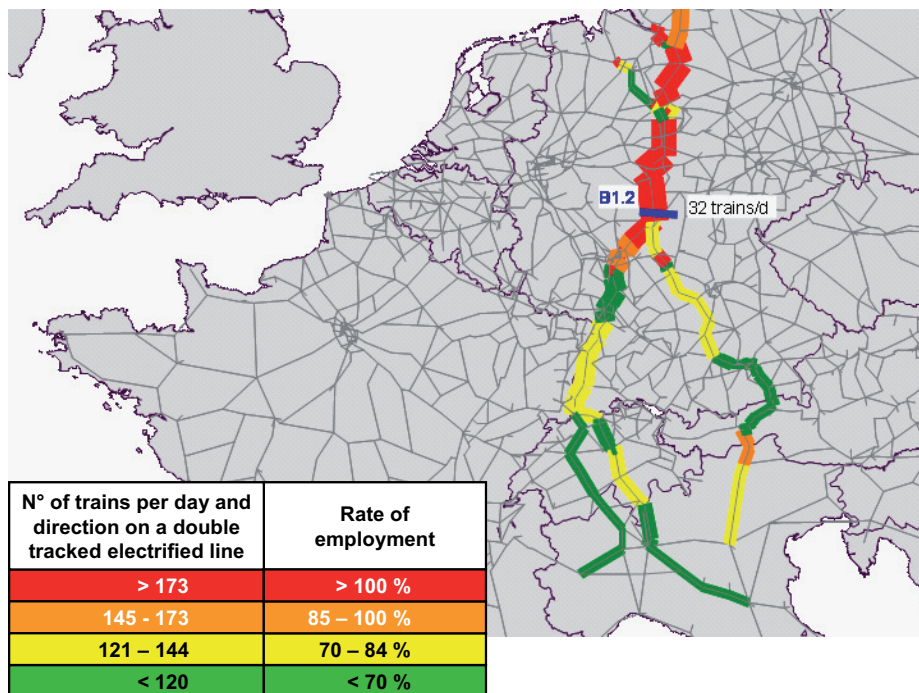 B1.2
32 trains/d
N° of trains per day and
direction on a double
tracked electrified line
Rate of
employment
> 173
> 100 %
145 - 173
85 – 100 %
121 – 144
70 – 84 %
< 120
< 70 %